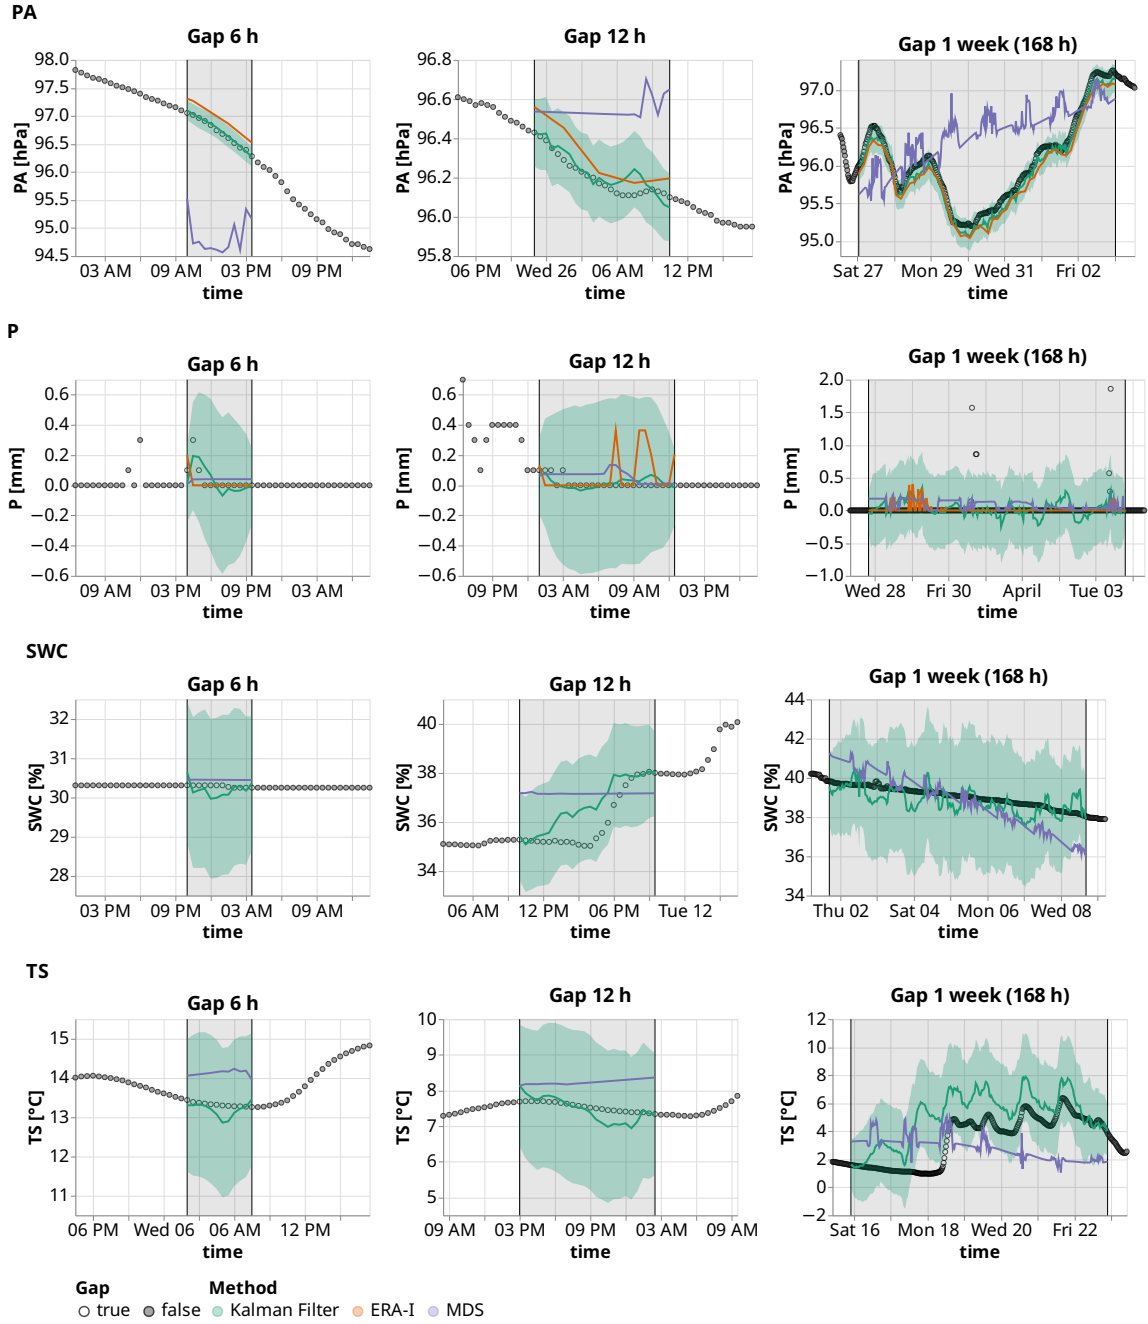 PA
Gap 6 h
Gap 12 h
Gap 1 week (168 h)
PA [hPa]
98.0
97.5
97.0
96.5
96.0
95.5
95.0
94.5
03 AM 09 AM 03 PM 09 PM
time
PA [hPa]
96.8
96.6
96.4
96.2
96.0
95.8
06 PM Wed 26 06 AM 12 PM
time
PA [hPa]
97.0
96.5
96.0
95.5
95.0
Sat 27 Mon 29 Wed 31 Fri 02
time
P
Gap 6 h
Gap 12 h
Gap 1 week (168 h)
P [mm]
0.6
0.4
0.2
0.0
−0.2
−0.4
−0.6
09 AM 03 PM 09 PM 03 AM
time
P [mm]
0.6
0.4
0.2
0.0
−0.2
−0.4
−0.6
09 PM 03 AM 09 AM 03 PM
time
P [mm]
2.0
1.5
1.0
0.5
0.0
−0.5
−1.0
Wed 28 Fri 30 April Tue 03
time
SWC
Gap 6 h
Gap 12 h
Gap 1 week (168 h)
SWC [%]
32
31
30
29
28
03 PM 09 PM 03 AM 09 AM
time
SWC [%]
40
38
36
34
06 AM 12 PM 06 PM Tue 12
time
SWC [%]
44
42
40
38
36
34
Thu 02 Sat 04 Mon 06 Wed 08
time
TS
Gap 6 h
Gap 12 h
Gap 1 week (168 h)
TS [°C]
15
14
13
12
11
06 PM Wed 06 06 AM 12 PM
time
TS [°C]
10
9
8
7
6
5
09 AM 03 PM 09 PM 03 AM 09 AM
time
TS [°C]
12
10
8
6
4
2
0
−2
Sat 16 Mon 18 Wed 20 Fri 22
time
Gap Method
true false Kalman Filter ERA-I MDS